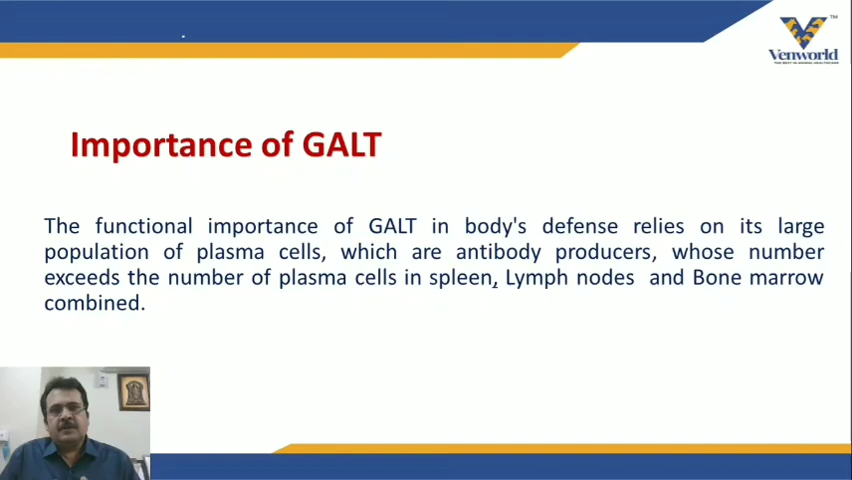 Venworld
TM
Importance of GALT
The functional importance of GALT in body's defense relies on its large
population of plasma cells, which are antibody producers, whose number
exceeds the number of plasma cells in spleen, Lymph nodes and Bone marrow
combined.